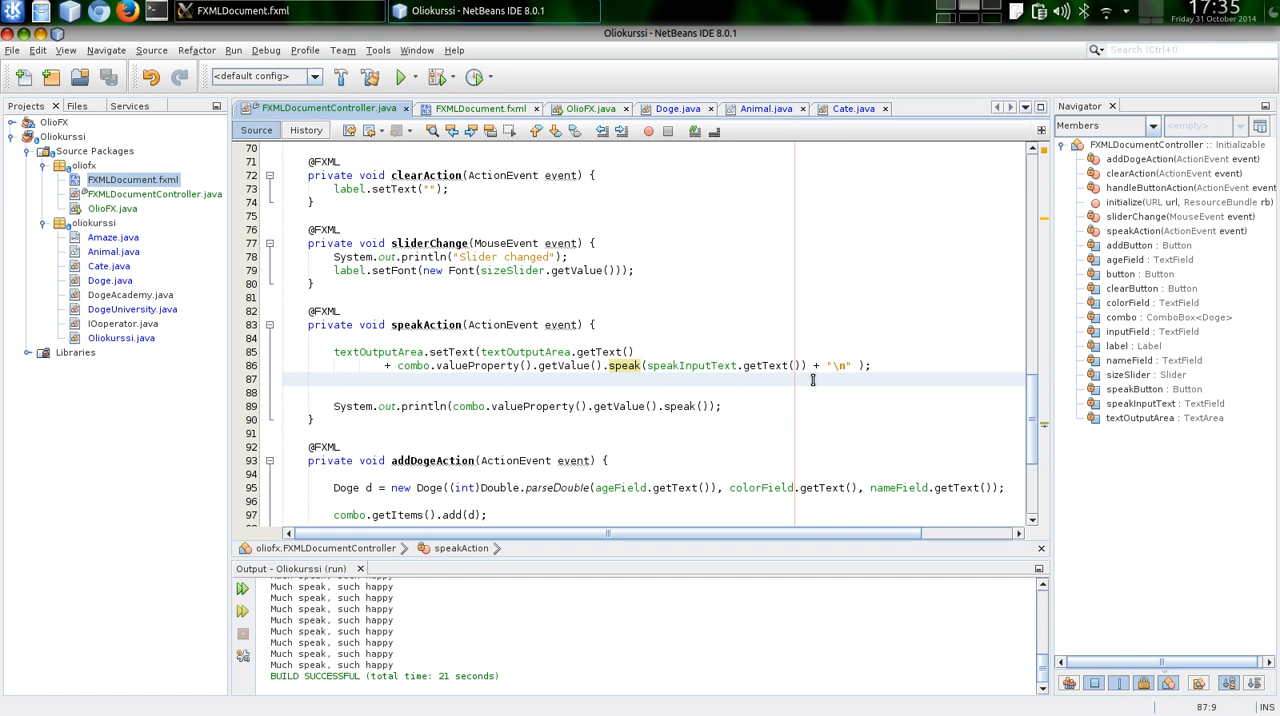 FXMLDocument.fxml
Oliokurssi - NetBeans IDE 8.0.1
17:35
Friday 31 October 2014
Oliokurssi - NetBeans IDE 8.0.1
File Edit View Navigate Source Refactor Run Debug Profile Team Tools Window Help
Search (Ctrl+I)
<default config>
Projects Files Services
OlioFX
Oliokurssi
Source Packages
oliofx
FXMLDocument.fxml
FXMLDocumentController.java
OlioFX.java
oliokurssi
Amaze.java
Animal.java
Cate.java
Doge.java
DogeAcademy.java
DogeUniversity.java
IOoperator.java
Oliokurssi.java
Libraries
FXMLDocumentController.java FXMLDocument.fxml OlioFX.java Doge.java Animal.java Cate.java
Source History
70
71 @FXML
72 private void clearAction(ActionEvent event) {
73 label.setText("");
74 }
75
76 @FXML
77 private void sliderChange(MouseEvent event) {
78 System.out.println("Slider changed");
79 label.setFont(new Font(sizeSlider.getValue()));
80 }
81
82 @FXML
83 private void speakAction(ActionEvent event) {
84
85 textOutputArea.setText(textOutputArea.getText()
86 + combo.valueProperty().getValue().speak(speakInputText.getText()) + "\n" );
87
88
89 System.out.println(combo.valueProperty().getValue().speak());
90 }
91
92 @FXML
93 private void addDogeAction(ActionEvent event) {
94
95 Doge d = new Doge((int)Double.parseDouble(ageField.getText()), colorField.getText(), nameField.getText());
96
97 combo.getItems().add(d);
oliofx.FXMLDocumentController speakAction
Output - Oliokurssi (run)
Much speak, such happy
Much speak, such happy
Much speak, such happy
Much speak, such happy
Much speak, such happy
Much speak, such happy
Much speak, such happy
Much speak, such happy
BUILD SUCCESSFUL (total time: 21 seconds)
Navigator
Members
<empty>
FXMLDocumentController :: Initializable
addDogeAction(ActionEvent event)
clearAction(ActionEvent event)
handleButtonAction(ActionEvent event)
initialize(URL url, ResourceBundle rb)
sliderChange(MouseEvent event)
speakAction(ActionEvent event)
addButton : Button
ageField : TextField
button : Button
clearButton : Button
colorField : TextField
combo : ComboBox<Doge>
inputField : TextField
label : Label
nameField : TextField
sizeSlider : Slider
speakButton : Button
speakInputText : TextField
textOutputArea : TextArea
87:9 INS